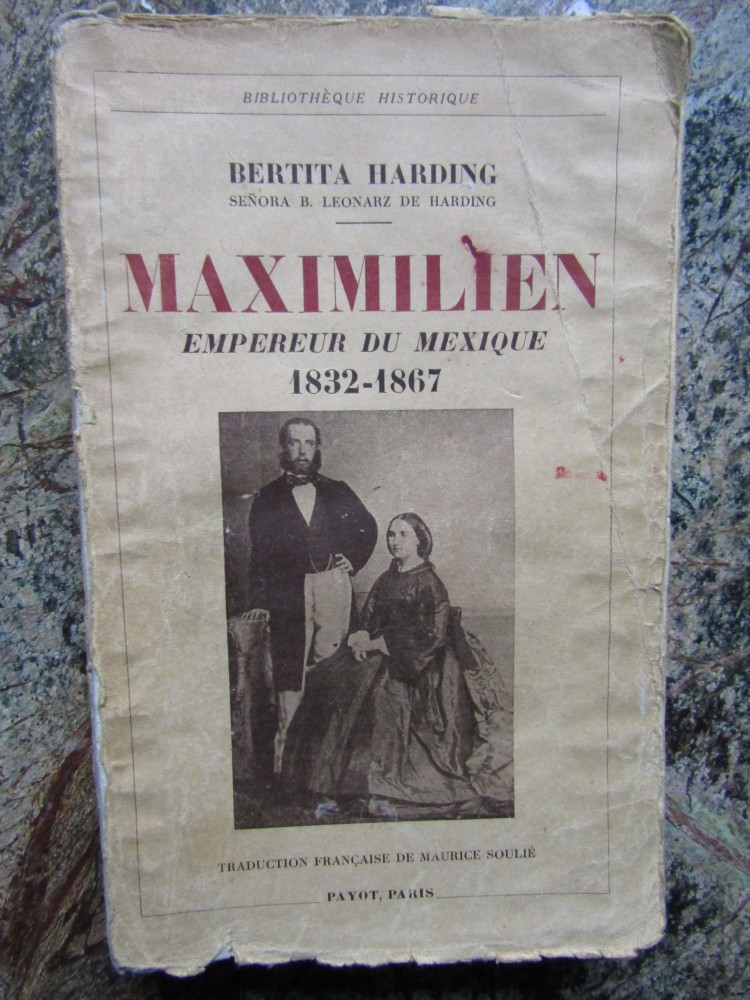 BIBLIOTHÈQUE HISTORIQUE
BERTITA HARDING
SEÑORA B. LEONARZ DE HARDING
MAXIMILIEN
EMPEREUR DU MEXIQUE
1832-1867
TRADUCTION FRANÇAISE DE MAURICE SOULIÉ
PAYOT, PARIS